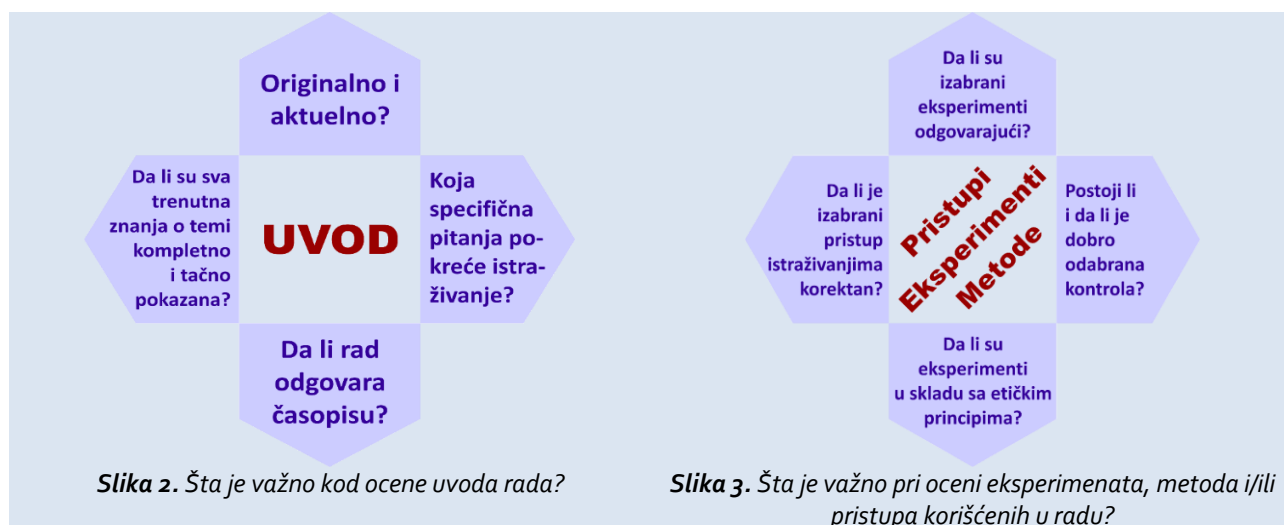 Originalno i
aktuelno?
Da li su sva
trenutna
znanja o temi
kompletno
i tačno
pokazana?
UVOD
Koja
specifična
pitanja po-
kreće istra-
živanje?
Da li rad
odgovara
časopisu?
Slika 2. Šta je važno kod ocene uvoda rada?
Da li su
izabrani
eksperimenti
odgovarajući?
Da li je
izabrani
pristup
istraživanjima
korektan?
Pristupi
Eksperimenti
Metode
Postoji li
i da li je
dobro
odabrana
kontrola?
Da li su
eksperimenti
u skladu sa etičkim
principima?
Slika 3. Šta je važno pri oceni eksperimenata, metoda i/ili
pristupa korišćenih u radu?